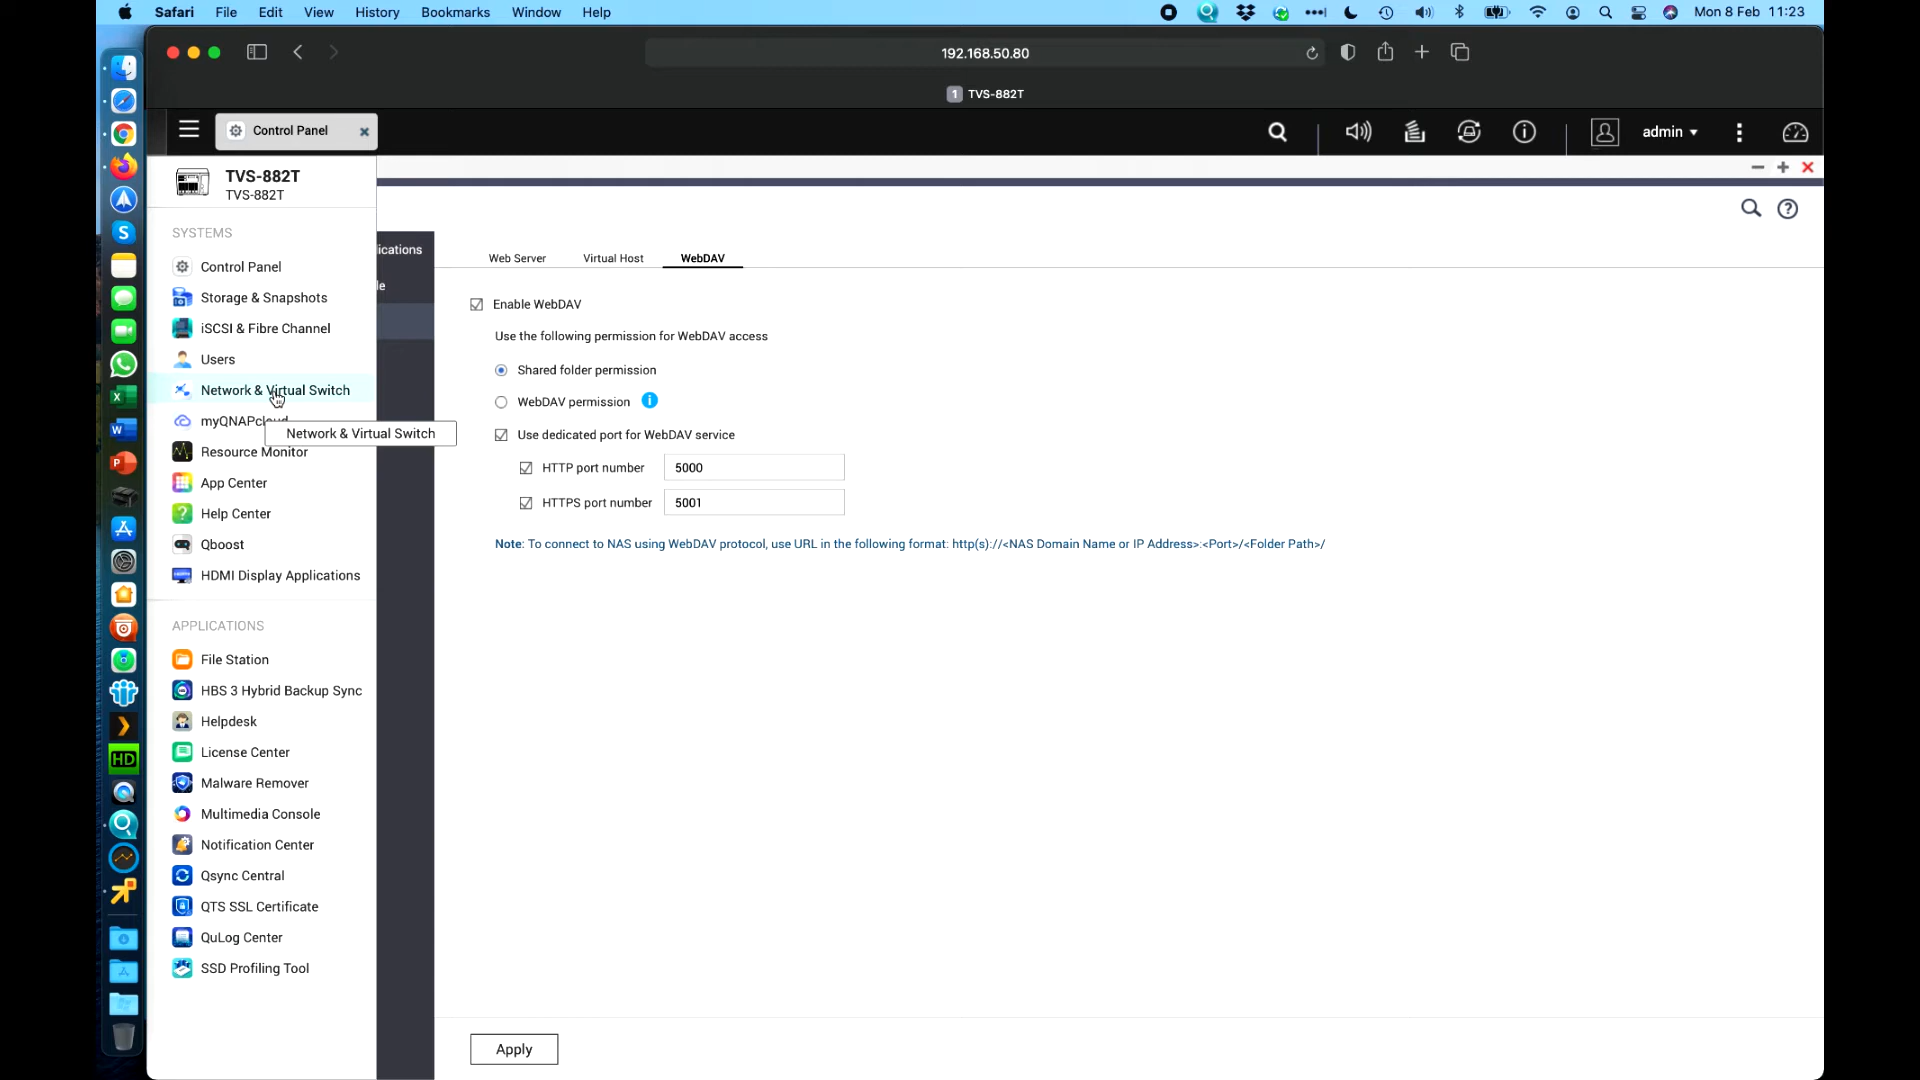 Safari File Edit View History Bookmarks Window Help
Mon 8 Feb 11:23
192.168.50.80
1 TVS-882T
Control Panel
admin
TVS-882T
TVS-882T
SYSTEMS
Control Panel
Storage & Snapshots
iSCSI & Fibre Channel
Users
Network & Virtual Switch
myQNAPcloud
Network & Virtual Switch
Resource Monitor
App Center
Help Center
Qboost
HDMI Display Applications
APPLICATIONS
File Station
HBS 3 Hybrid Backup Sync
Helpdesk
License Center
Malware Remover
Multimedia Console
Notification Center
Qsync Central
QTS SSL Certificate
QuLog Center
SSD Profiling Tool
lications
le
Web Server Virtual Host WebDAV
Enable WebDAV
Use the following permission for WebDAV access
Shared folder permission
WebDAV permission
Use dedicated port for WebDAV service
HTTP port number 5000
HTTPS port number 5001
Note: To connect to NAS using WebDAV protocol, use URL in the following format: http(s)://<NAS Domain Name or IP Address>:<Port>/<Folder Path>/
Apply
HD